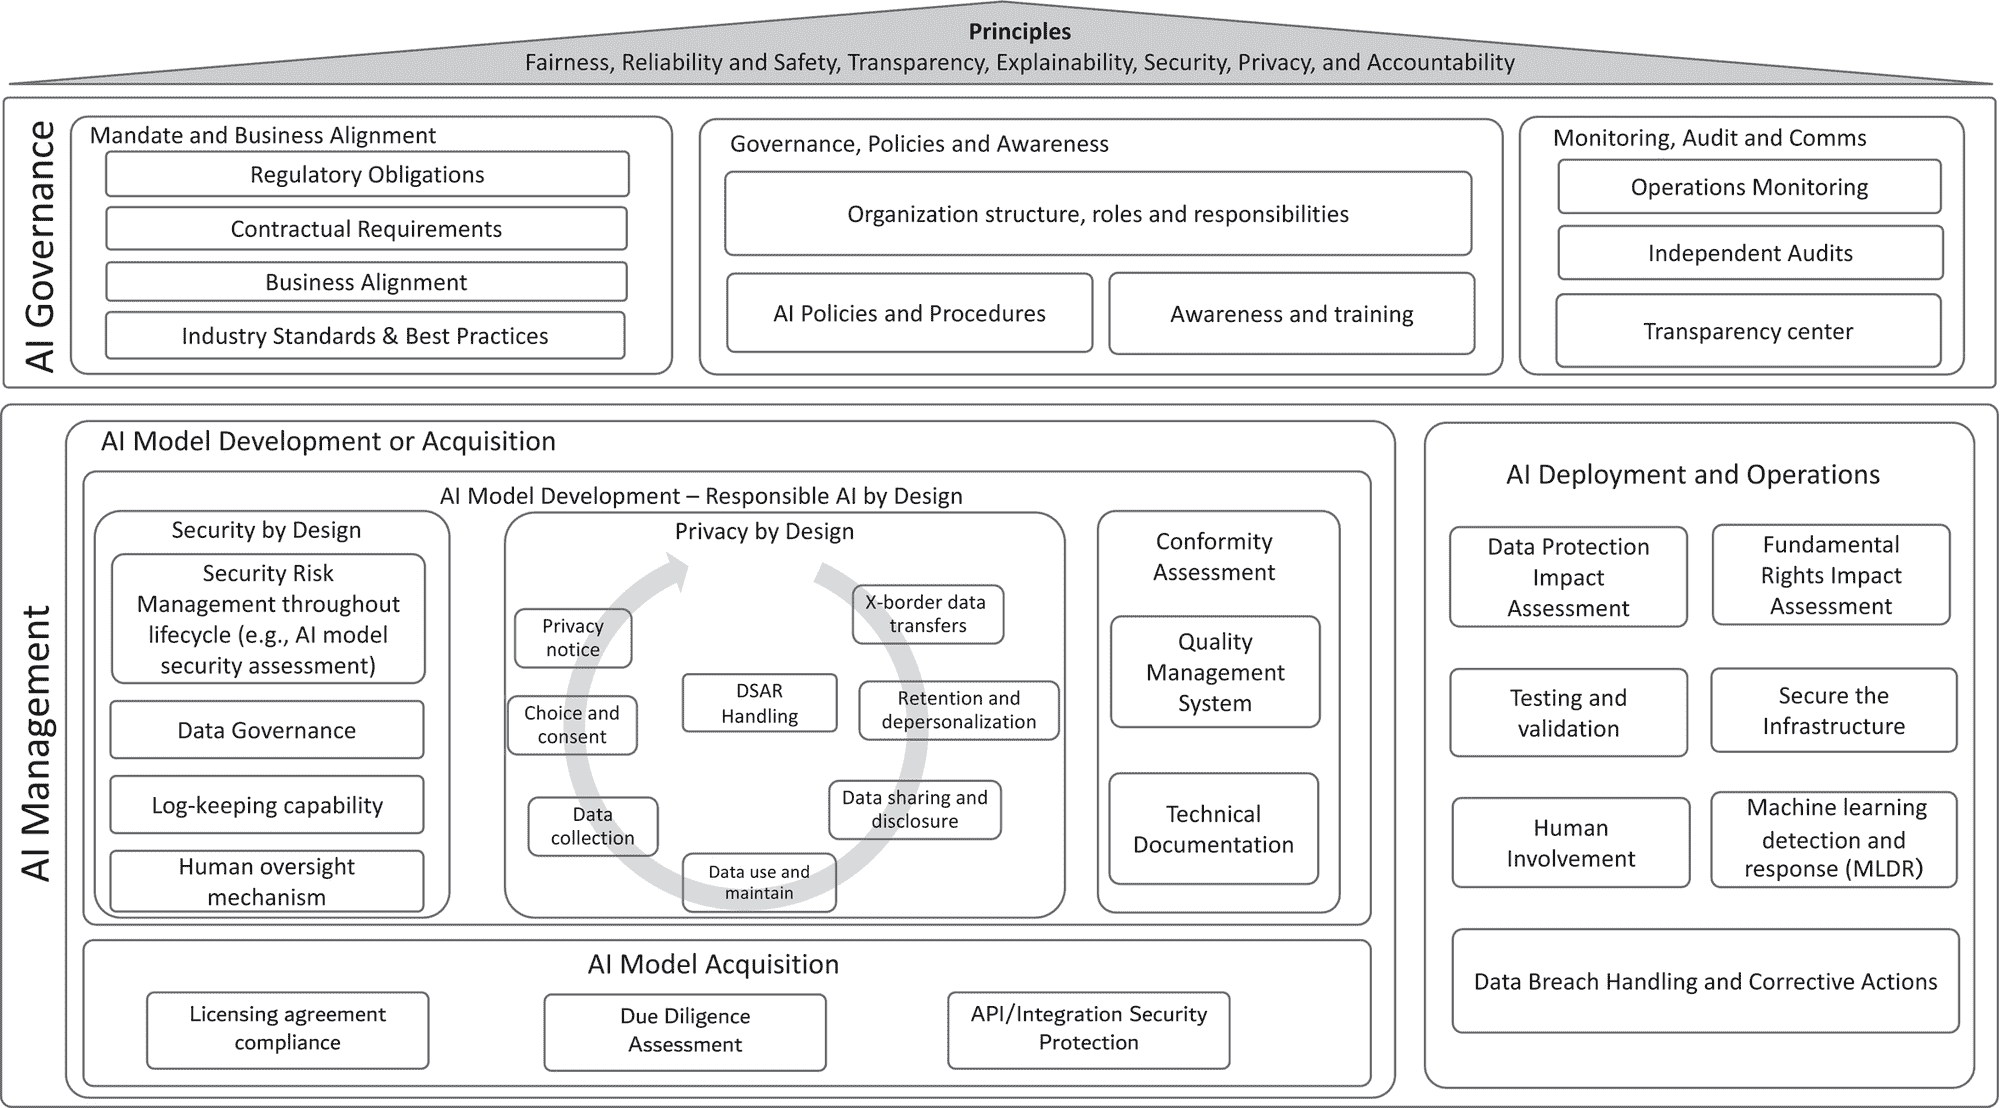 Principles
Fairness, Reliability and Safety, Transparency, Explainability, Security, Privacy, and Accountability
AI Governance
Mandate and Business Alignment
Regulatory Obligations
Contractual Requirements
Business Alignment
Industry Standards & Best Practices
Governance, Policies and Awareness
Organization structure, roles and responsibilities
AI Policies and Procedures
Awareness and training
Monitoring, Audit and Comms
Operations Monitoring
Independent Audits
Transparency center
AI Management
AI Model Development or Acquisition
AI Model Development – Responsible AI by Design
Security by Design
Security Risk
Management throughout
lifecycle (e.g., AI model
security assessment)
Data Governance
Log-keeping capability
Human oversight
mechanism
Privacy by Design
Privacy
notice
Choice and
consent
Data
collection
Data use and
maintain
Data sharing and
disclosure
Retention and
depersonalization
X-border data
transfers
DSAR
Handling
Conformity
Assessment
Quality
Management
System
Technical
Documentation
AI Model Acquisition
Licensing agreement
compliance
Due Diligence
Assessment
API/Integration Security
Protection
AI Deployment and Operations
Data Protection
Impact
Assessment
Fundamental
Rights Impact
Assessment
Testing and
validation
Secure the
Infrastructure
Human
Involvement
Machine learning
detection and
response (MLDR)
Data Breach Handling and Corrective Actions